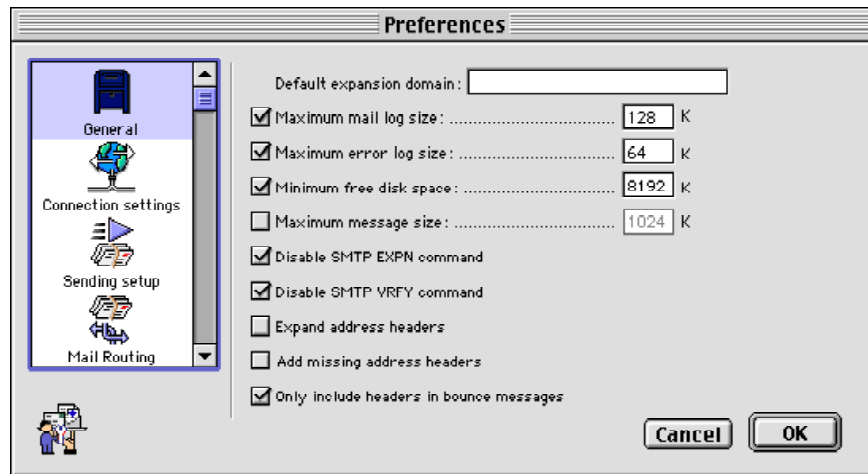 Preferences
General
Connection settings
Sending setup
Mail Routing
Default expansion domain:
Maximum mail log size: ................................ 128 K
Maximum error log size: .............................. 64 K
Minimum free disk space: ............................ 8192 K
Maximum message size: ............................. 1024 K
Disable SMTP EXPN command
Disable SMTP VRFY command
Expand address headers
Add missing address headers
Only include headers in bounce messages
Cancel OK